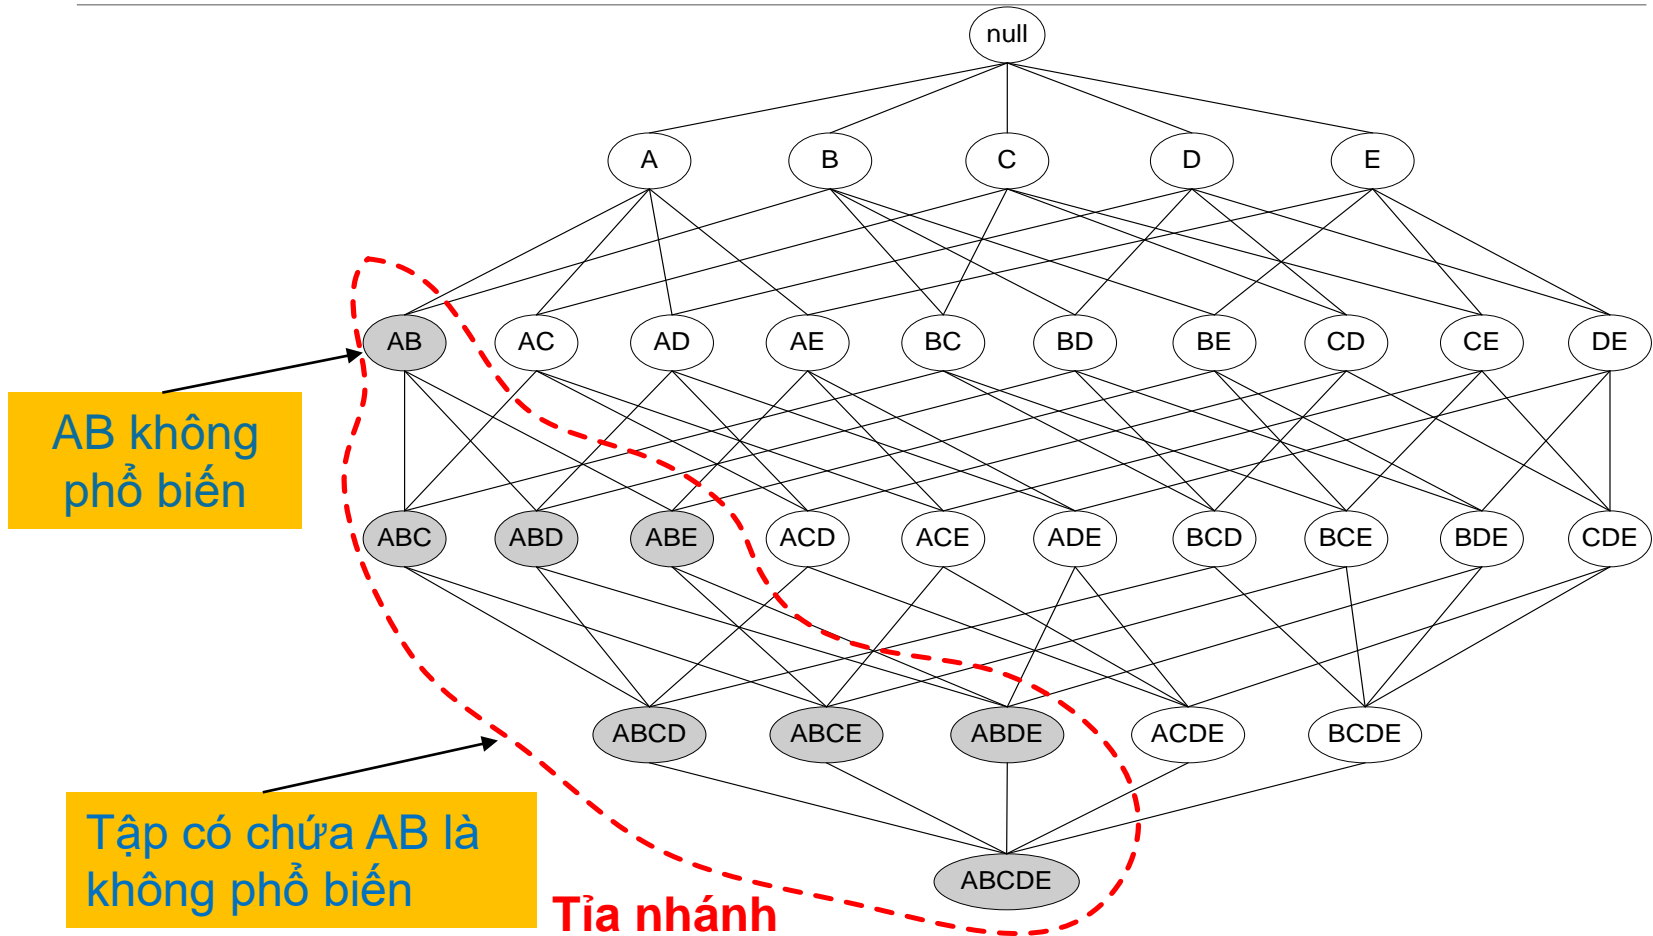 null
A B C D E
AB AC AD AE BC BD BE CD CE DE
AB không
phổ biến
ABC ABD ABE ACD ACE ADE BCD BCE BDE CDE
ABCD ABCE ABDE ACDE BCDE
Tập có chứa AB là
không phổ biến
ABCDE
Tỉa nhánh